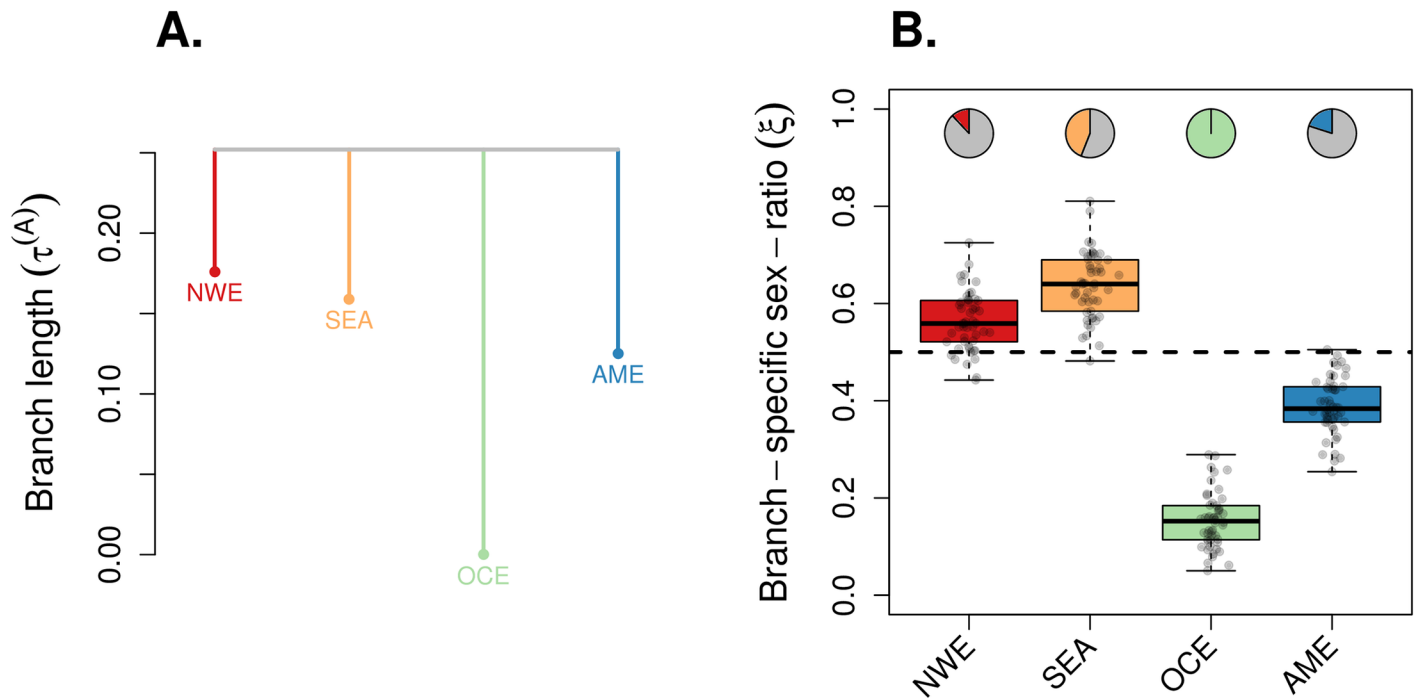 A.
Branch length (τ(A))
0.20
0.10
0.00
NWE
SEA
OCE
AME
B.
Branch – specific sex – ratio (ξ)
1.0
0.8
0.6
0.4
0.2
0.0
NWE
SEA
OCE
AME